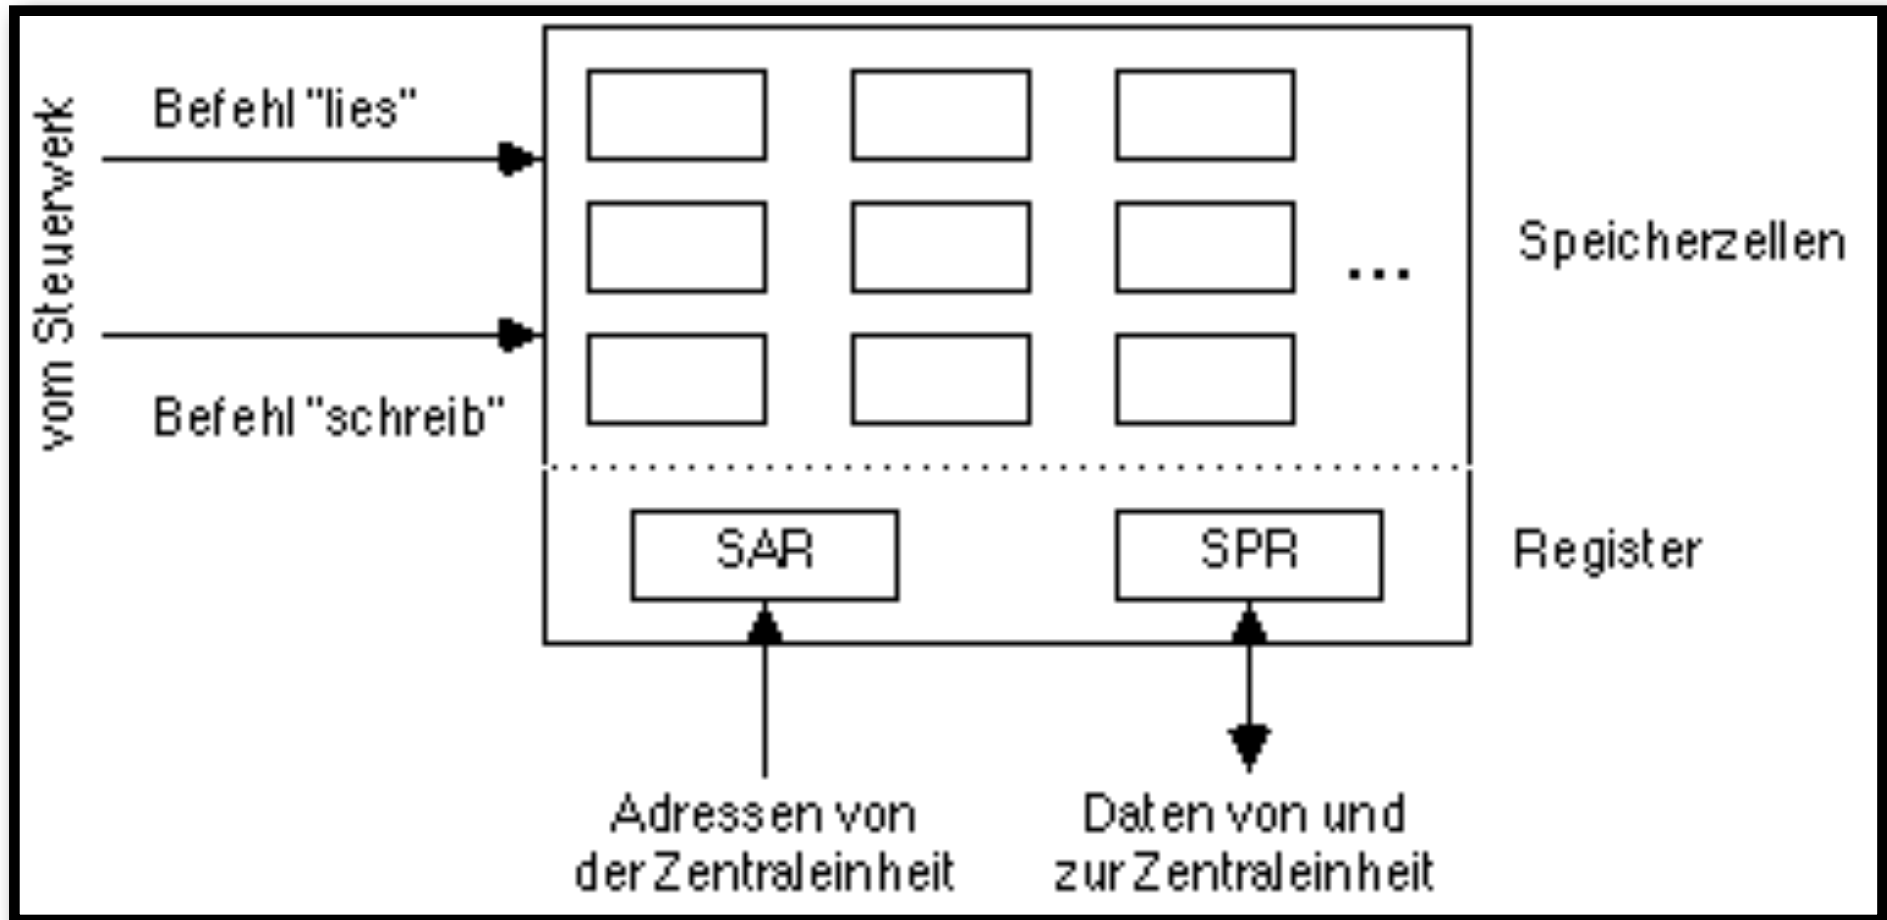 vom Steuerwerk
Befehl "lies"
Befehl "schreib"
...
Speicherzellen
SAR
SPR
Register
Adressen von
der Zentraleinheit
Daten von und
zur Zentraleinheit